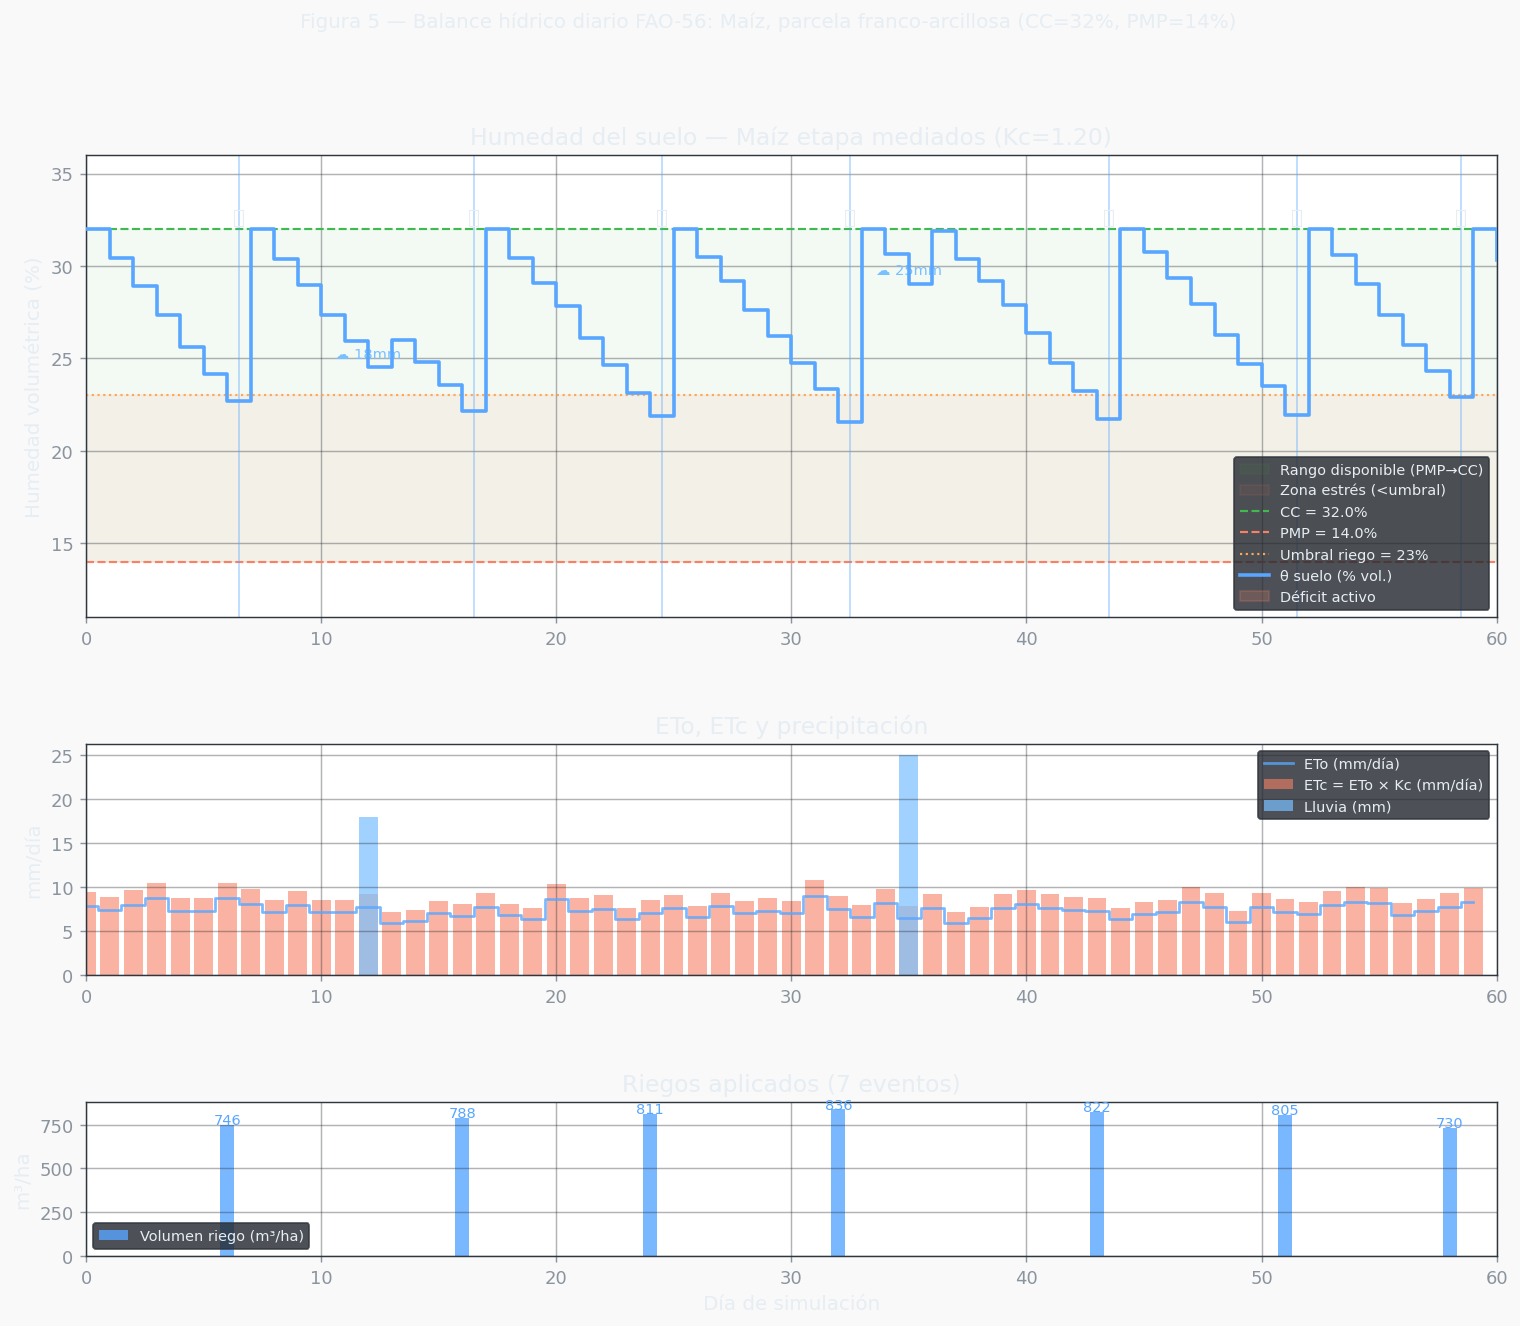 Figura 5 — Balance hídrico diario FAO-56: Maíz, parcela franco-arcillosa (CC=32%, PMP=14%)
Humedad del suelo — Maíz etapa mediados (Kc=1.20)
Humedad volumétrica (%)
35
30
25
20
15
☁ 18mm
☁ 25mm
Rango disponible (PMP→CC)
Zona estrés (<umbral)
CC = 32.0%
PMP = 14.0%
Umbral riego = 23%
θ suelo (% vol.)
Déficit activo
0 10 20 30 40 50 60
ETo, ETc y precipitación
mm/día
25
20
15
10
5
0
ETo (mm/día)
ETc = ETo × Kc (mm/día)
Lluvia (mm)
0 10 20 30 40 50 60
Riegos aplicados (7 eventos)
m³/ha
750
500
250
0
746 788 811 836 822 805 730
Volumen riego (m³/ha)
0 10 20 30 40 50 60
Día de simulación